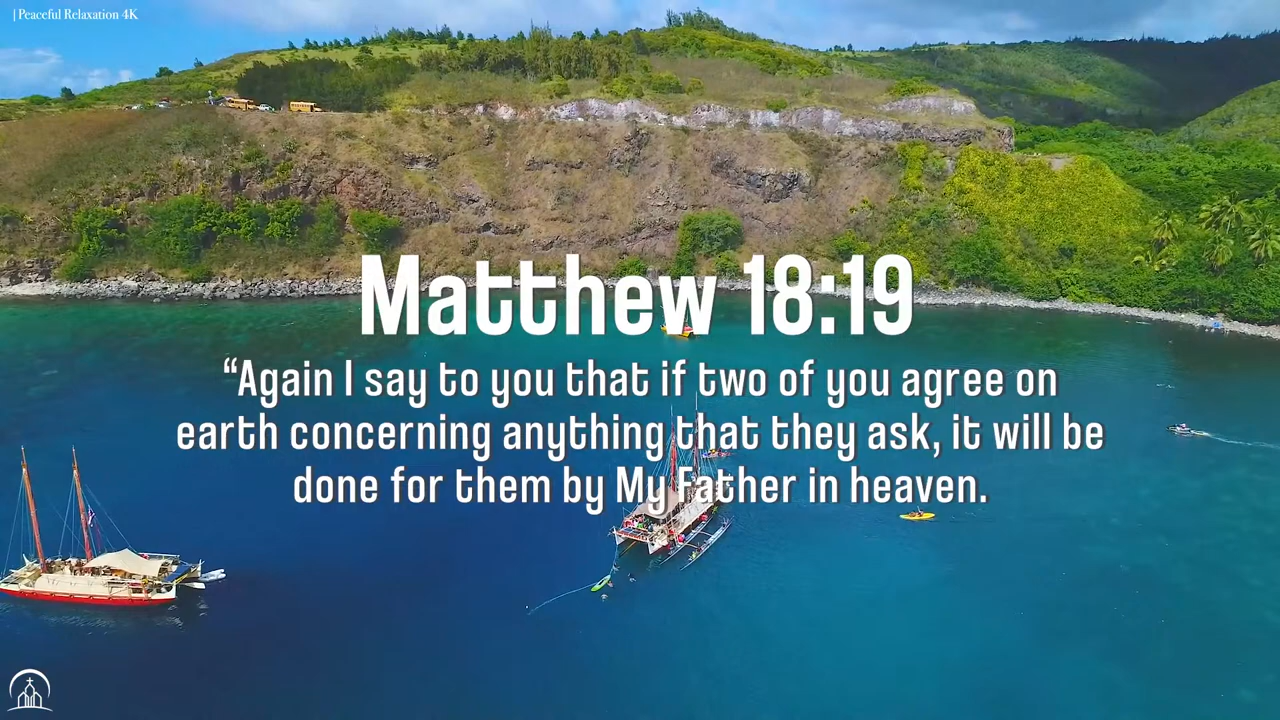 | Peaceful Relaxation 4K
Matthew 18:19
“Again I say to you that if two of you agree on
earth concerning anything that they ask, it will be
done for them by My Father in heaven.